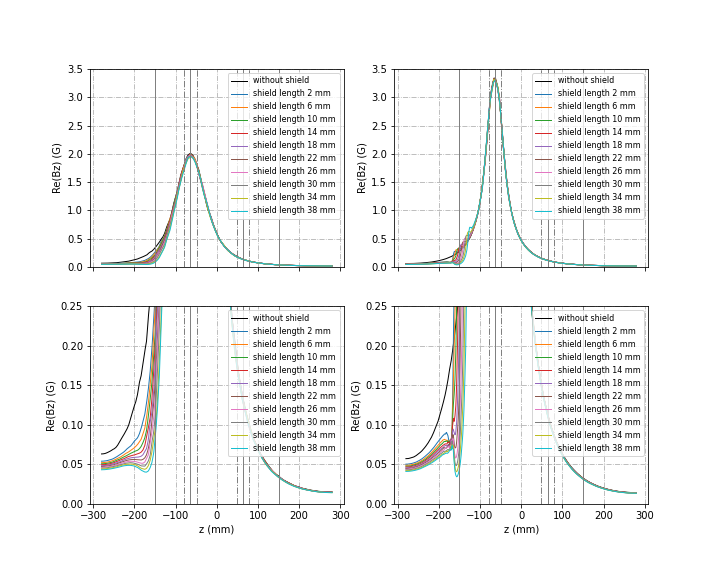 3.5
3.0
2.5
2.0
1.5
1.0
0.5
0.0
Re(Bz) (G)
without shield
shield length 2 mm
shield length 6 mm
shield length 10 mm
shield length 14 mm
shield length 18 mm
shield length 22 mm
shield length 26 mm
shield length 30 mm
shield length 34 mm
shield length 38 mm
3.5
3.0
2.5
2.0
1.5
1.0
0.5
0.0
Re(Bz) (G)
without shield
shield length 2 mm
shield length 6 mm
shield length 10 mm
shield length 14 mm
shield length 18 mm
shield length 22 mm
shield length 26 mm
shield length 30 mm
shield length 34 mm
shield length 38 mm
0.25
0.20
0.15
0.10
0.05
0.00
Re(Bz) (G)
without shield
shield length 2 mm
shield length 6 mm
shield length 10 mm
shield length 14 mm
shield length 18 mm
shield length 22 mm
shield length 26 mm
shield length 30 mm
shield length 34 mm
shield length 38 mm
−300 −200 −100 0 100 200 300
z (mm)
0.25
0.20
0.15
0.10
0.05
0.00
Re(Bz) (G)
without shield
shield length 2 mm
shield length 6 mm
shield length 10 mm
shield length 14 mm
shield length 18 mm
shield length 22 mm
shield length 26 mm
shield length 30 mm
shield length 34 mm
shield length 38 mm
−300 −200 −100 0 100 200 300
z (mm)